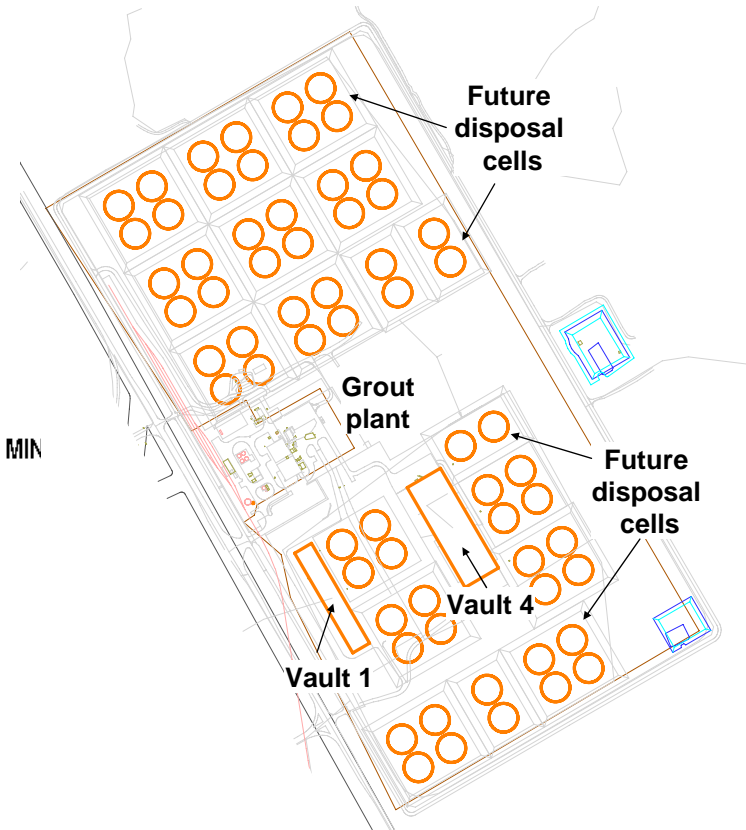 Future
disposal
cells
Grout
plant
MIN
Future
disposal
cells
Vault 4
Vault 1